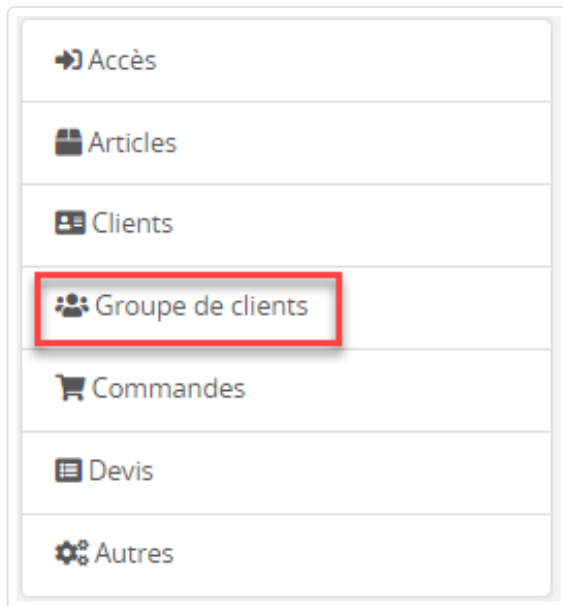 Accès
Articles
Clients
Groupe de clients
Commandes
Devis
Autres